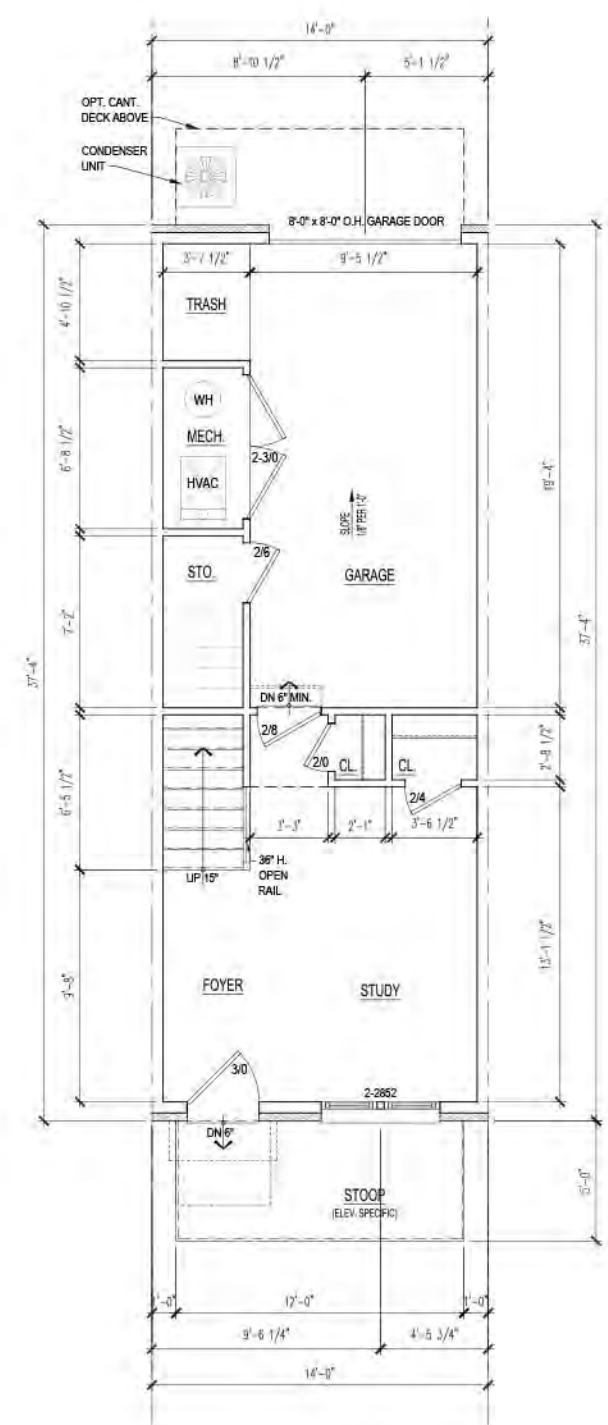 14'-0"
8'-10 1/2"
5'-1 1/2"
OPT. CANT.
DECK ABOVE
CONDENSER
UNIT
8'-0" x 8'-0" O.H. GARAGE DOOR
3'-7 1/2"
9'-5 1/2"
4'-10 1/2"
TRASH
WH
MECH.
6'-8 1/2"
2-3/0
HVAC
19'-4"
SLOPE
1/8" PER 1'-0"
2/6
STO.
GARAGE
7'-2"
37'-4"
37'-4"
DN 6" MIN.
2/8
2/0
CL.
CL.
2/4
2'-8 1/2"
6'-5 1/2"
3'-3"
2'-1"
3'-6 1/2"
36" H.
OPEN
RAIL
UP 15"
13'-1 1/2"
9'-8"
FOYER
STUDY
3/0
2-2852
DN 6"
STOOP
(ELEV. SPECIFIC)
5'-0"
1'-0"
12'-0"
1'-0"
9'-6 1/4"
4'-5 3/4"
14'-0"